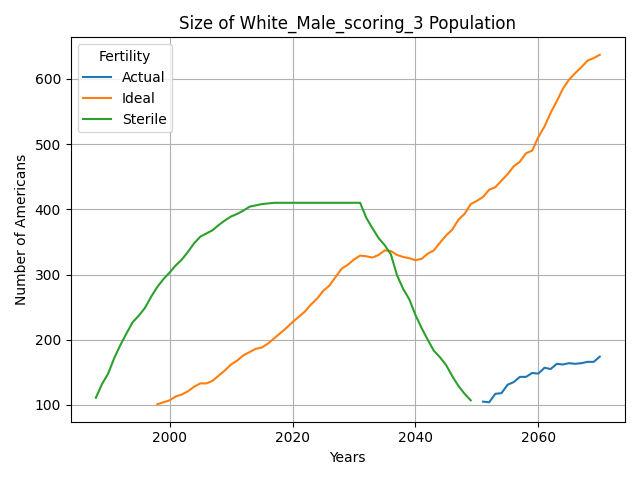 Size of White_Male_scoring_3 Population
Fertility
Actual
Ideal
Sterile
Number of Americans
600
500
400
300
200
100
2000 2020 2040 2060
Years